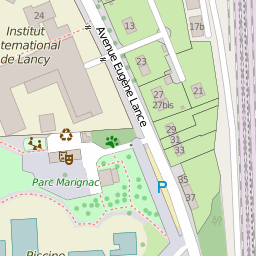 24
17b
Institut
nternational
de Lancy
Avenue Eugène Lance
13
23
27
27bis
21
29
31
33
Parc Marignac
P
35
37
Piscine